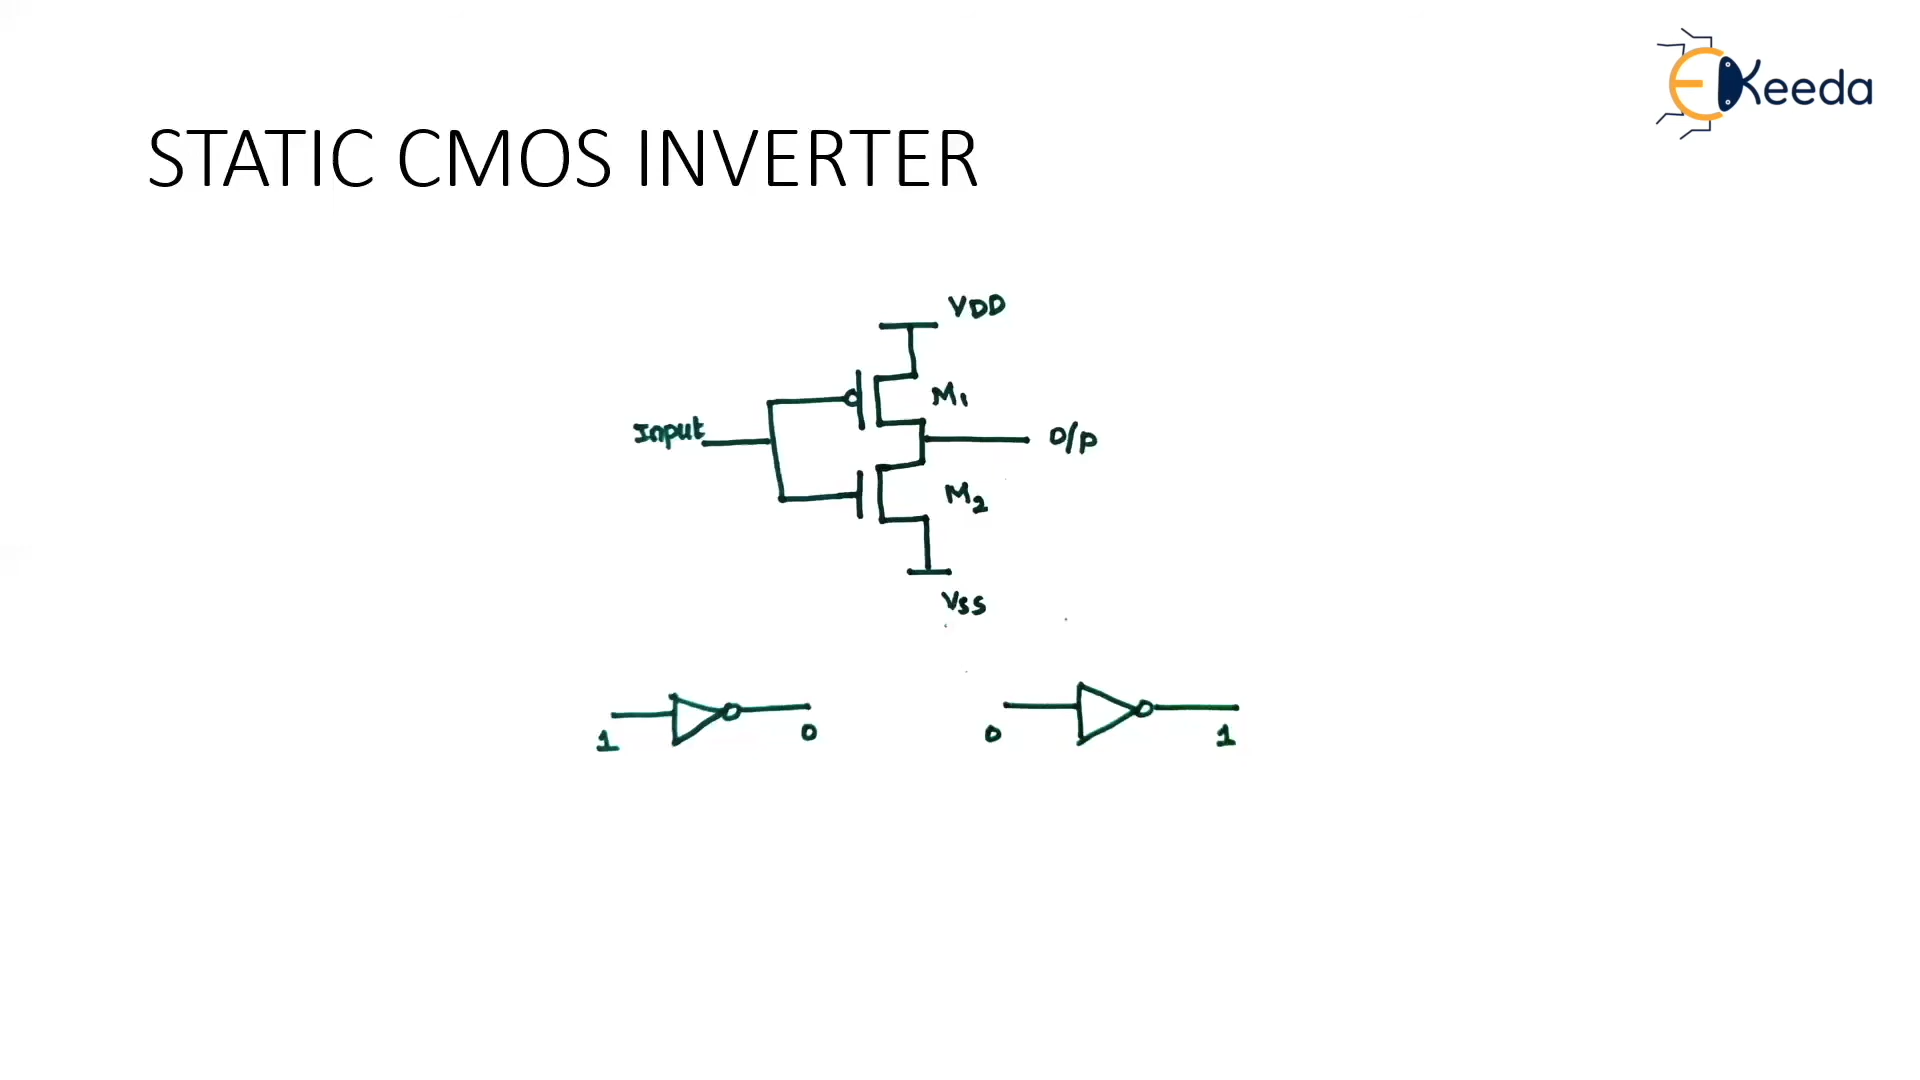 EKeeda
STATIC CMOS INVERTER
VDD
M1
Input
O/P
M2
VSS
1
0
0
1